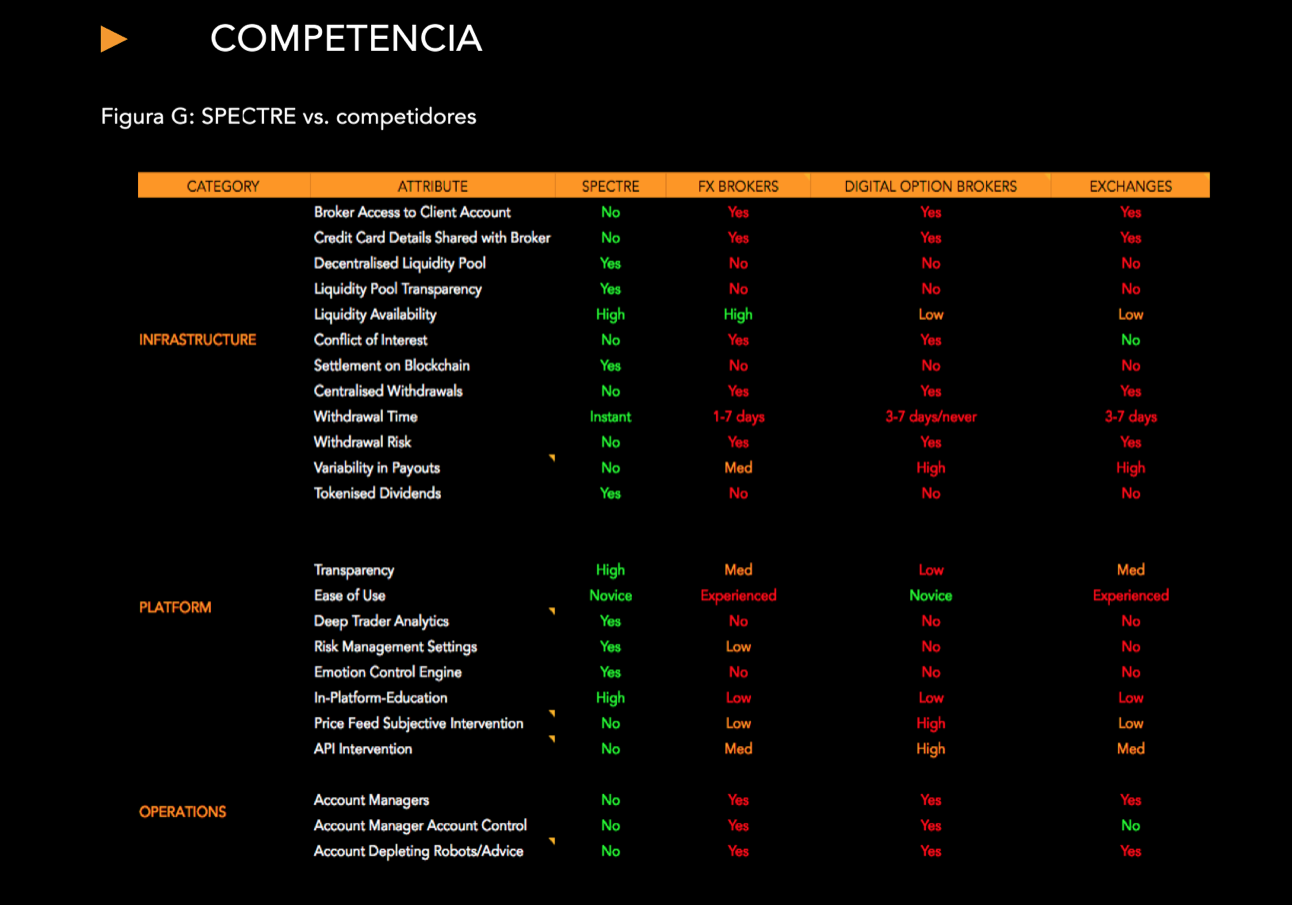 COMPETENCIA
Figura G: SPECTRE vs. competidores
CATEGORY ATTRIBUTE SPECTRE FX BROKERS DIGITAL OPTION BROKERS EXCHANGES
Broker Access to Client Account No Yes Yes Yes
Credit Card Details Shared with Broker No Yes Yes Yes
Decentralised Liquidity Pool Yes No No No
Liquidity Pool Transparency Yes No No No
Liquidity Availability High High Low Low
INFRASTRUCTURE Conflict of Interest No Yes Yes No
Settlement on Blockchain Yes No No No
Centralised Withdrawals No Yes Yes Yes
Withdrawal Time Instant 1-7 days 3-7 days/never 3-7 days
Withdrawal Risk No Yes Yes Yes
Variability in Payouts No Med High High
Tokenised Dividends Yes No No No
Transparency High Med Low Med
Ease of Use Novice Experienced Novice Experienced
PLATFORM
Deep Trader Analytics Yes No No No
Risk Management Settings Yes Low No No
Emotion Control Engine Yes No No No
In-Platform-Education High Low Low Low
Price Feed Subjective Intervention No Low High Low
API Intervention No Med High Med
Account Managers No Yes Yes Yes
OPERATIONS
Account Manager Account Control No Yes Yes No
Account Depleting Robots/Advice No Yes Yes Yes